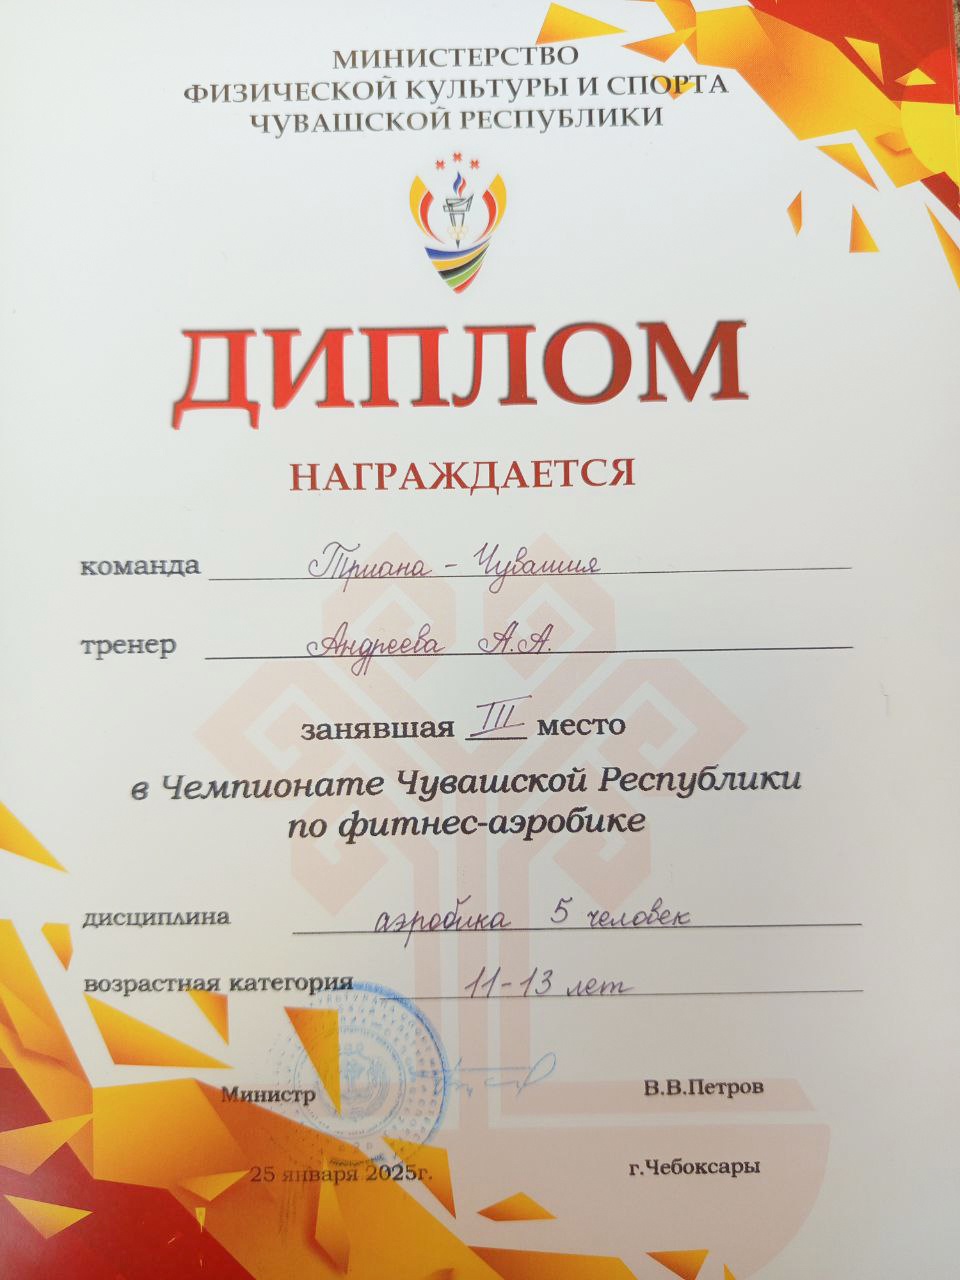 МИНИСТЕРСТВО
ФИЗИЧЕСКОЙ КУЛЬТУРЫ И СПОРТА
ЧУВАШСКОЙ РЕСПУБЛИКИ
ДИПЛОМ
НАГРАЖДАЕТСЯ
команда Триана - Чувашия
тренер Андреева А.А.
занявшая III место
в Чемпионате Чувашской Республики
по фитнес-аэробике
дисциплина аэробика 5 человек
возрастная категория 11-13 лет
Министр В.В.Петров
25 января 2025г. г.Чебоксары